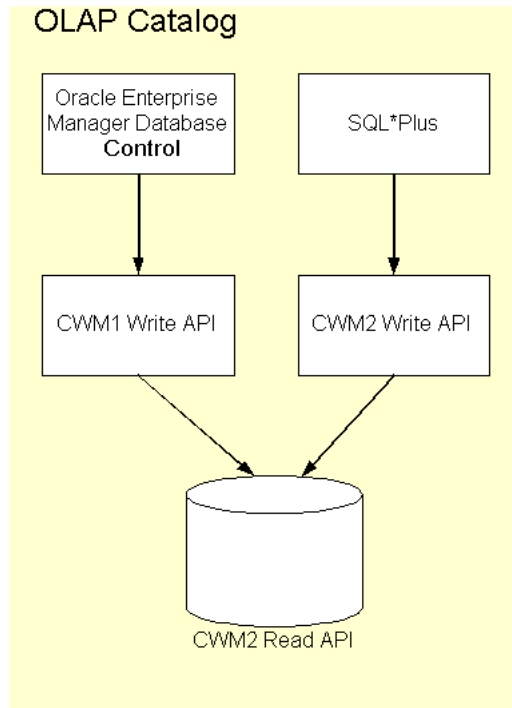 OLAP Catalog
Oracle Enterprise
Manager Database
Control
SQL*Plus
CWM1 Write API
CWM2 Write API
CWM2 Read API